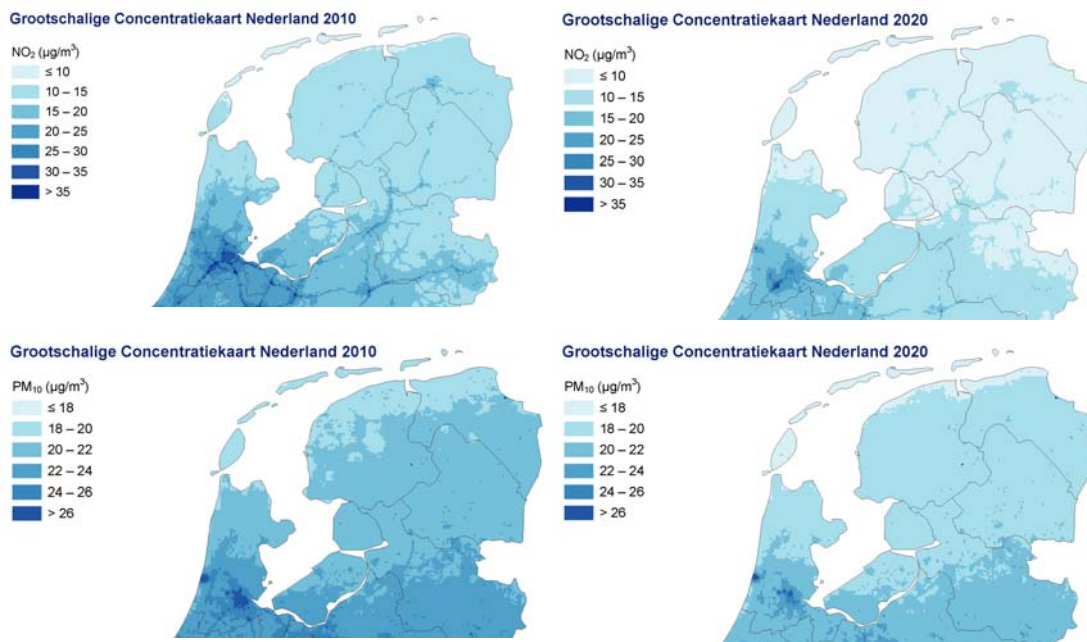 Grootschalige Concentratiekaart Nederland 2010
NO₂ (µg/m³)
≤ 10
10 – 15
15 – 20
20 – 25
25 – 30
30 – 35
> 35
Grootschalige Concentratiekaart Nederland 2020
NO₂ (µg/m³)
≤ 10
10 – 15
15 – 20
20 – 25
25 – 30
30 – 35
> 35
Grootschalige Concentratiekaart Nederland 2010
PM₁₀ (µg/m³)
≤ 18
18 – 20
20 – 22
22 – 24
24 – 26
> 26
Grootschalige Concentratiekaart Nederland 2020
PM₁₀ (µg/m³)
≤ 18
18 – 20
20 – 22
22 – 24
24 – 26
> 26